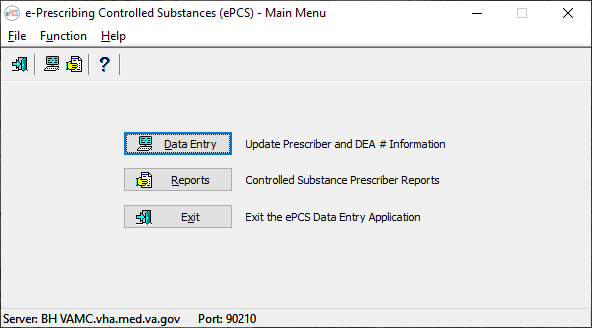 ePCS e-Prescribing Controlled Substances (ePCS) - Main Menu
File Function Help
?
Data Entry Update Prescriber and DEA # Information
Reports Controlled Substance Prescriber Reports
Exit Exit the ePCS Data Entry Application
Server: BH VAMC.vha.med.va.gov Port: 90210